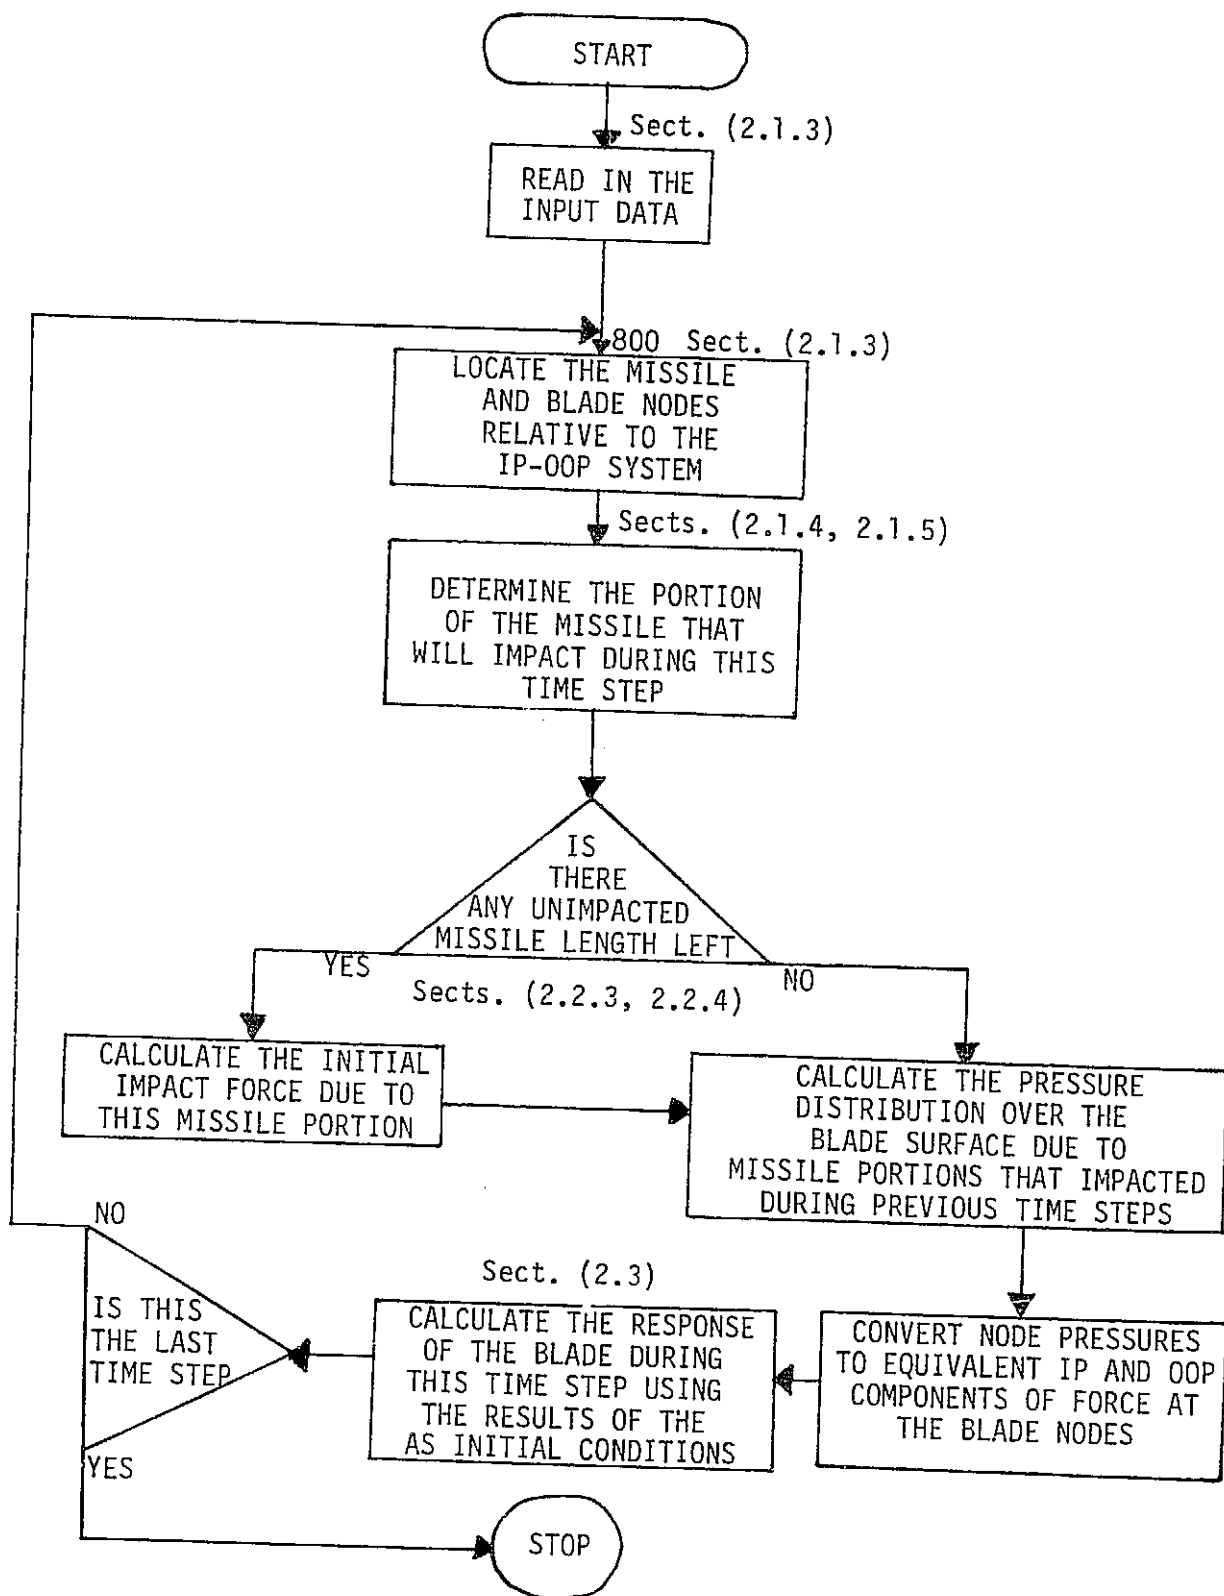 START
Sect. (2.1.3)
READ IN THE
INPUT DATA
800 Sect. (2.1.3)
LOCATE THE MISSILE
AND BLADE NODES
RELATIVE TO THE
IP-OOP SYSTEM
Sects. (2.1.4, 2.1.5)
DETERMINE THE PORTION
OF THE MISSILE THAT
WILL IMPACT DURING THIS
TIME STEP
IS
THERE
ANY UNIMPACTED
MISSILE LENGTH LEFT
YES
NO
Sects. (2.2.3, 2.2.4)
CALCULATE THE INITIAL
IMPACT FORCE DUE TO
THIS MISSILE PORTION
CALCULATE THE PRESSURE
DISTRIBUTION OVER THE
BLADE SURFACE DUE TO
MISSILE PORTIONS THAT IMPACTED
DURING PREVIOUS TIME STEPS
CONVERT NODE PRESSURES
TO EQUIVALENT IP AND OOP
COMPONENTS OF FORCE AT
THE BLADE NODES
Sect. (2.3)
CALCULATE THE RESPONSE
OF THE BLADE DURING
THIS TIME STEP USING
THE RESULTS OF THE
AS INITIAL CONDITIONS
NO
IS THIS
THE LAST
TIME STEP
YES
STOP